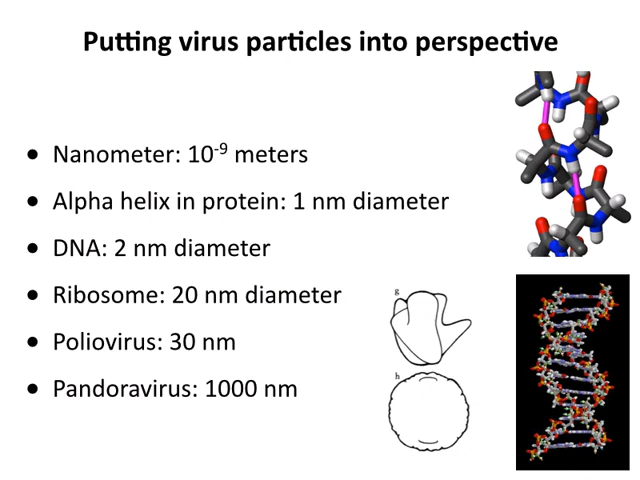 Putting virus particles into perspective
• Nanometer: 10⁻⁹ meters
• Alpha helix in protein: 1 nm diameter
• DNA: 2 nm diameter
• Ribosome: 20 nm diameter
• Poliovirus: 30 nm
• Pandoravirus: 1000 nm
g
h